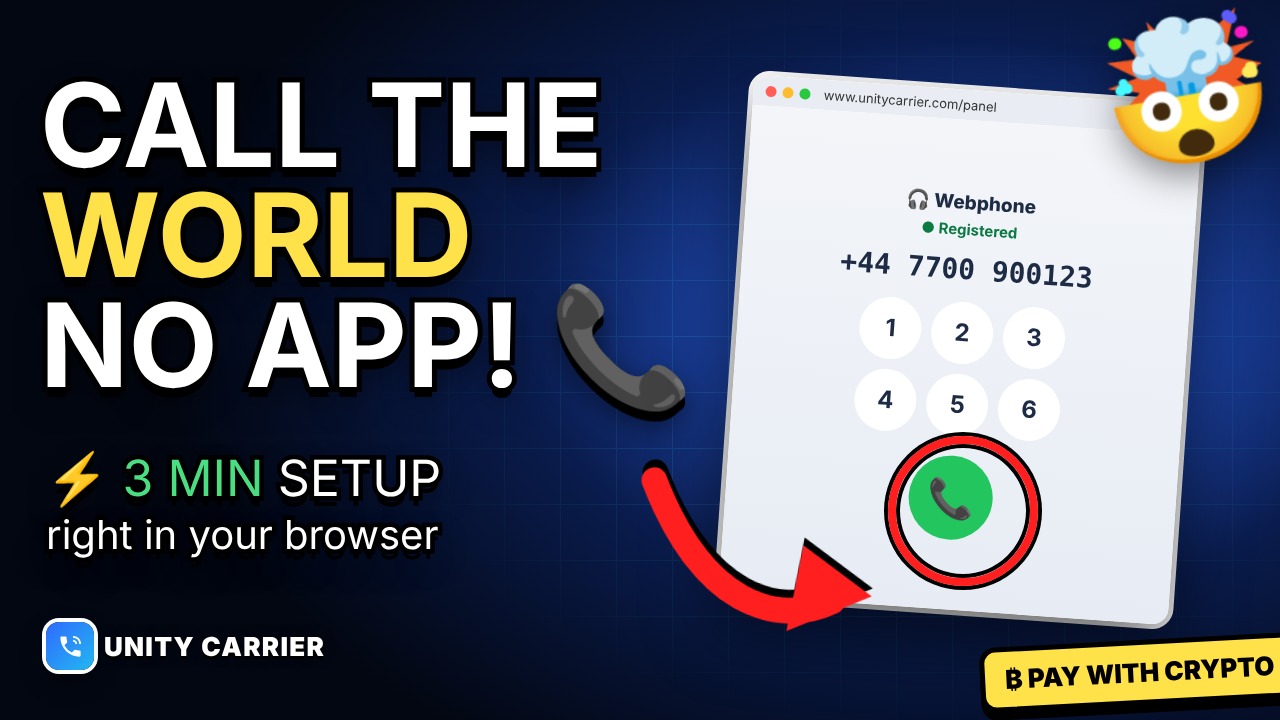 CALL THE
WORLD
NO APP!
⚡ 3 MIN SETUP
right in your browser
UNITY CARRIER
www.unitycarrier.com/panel
🎧 Webphone
● Registered
+44 7700 900123
1 2 3
4 5 6
₿ PAY WITH CRYPTO